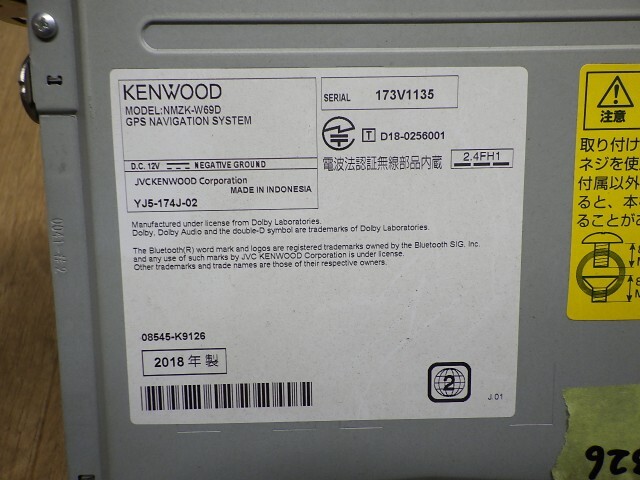 KENWOOD
MODEL:NMZK-W69D
GPS NAVIGATION SYSTEM
SERIAL 173V1135
T D18-0256001
電波法認証無線部品内蔵 2.4FH1
D.C. 12V NEGATIVE GROUND
JVCKENWOOD Corporation
MADE IN INDONESIA
YJ5-174J-02
Manufactured under license from Dolby Laboratories.
Dolby, Dolby Audio and the double-D symbol are trademarks of Dolby Laboratories.
The Bluetooth(R) word mark and logos are registered trademarks owned by the Bluetooth SIG, Inc.
and any use of such marks by JVC KENWOOD Corporation is under license.
Other trademarks and trade names are those of their respective owners.
08545-K9126
2018 年 製
2
J.01
注意
取り付け
ネジを使
付属以外
ると、本
ることが
326